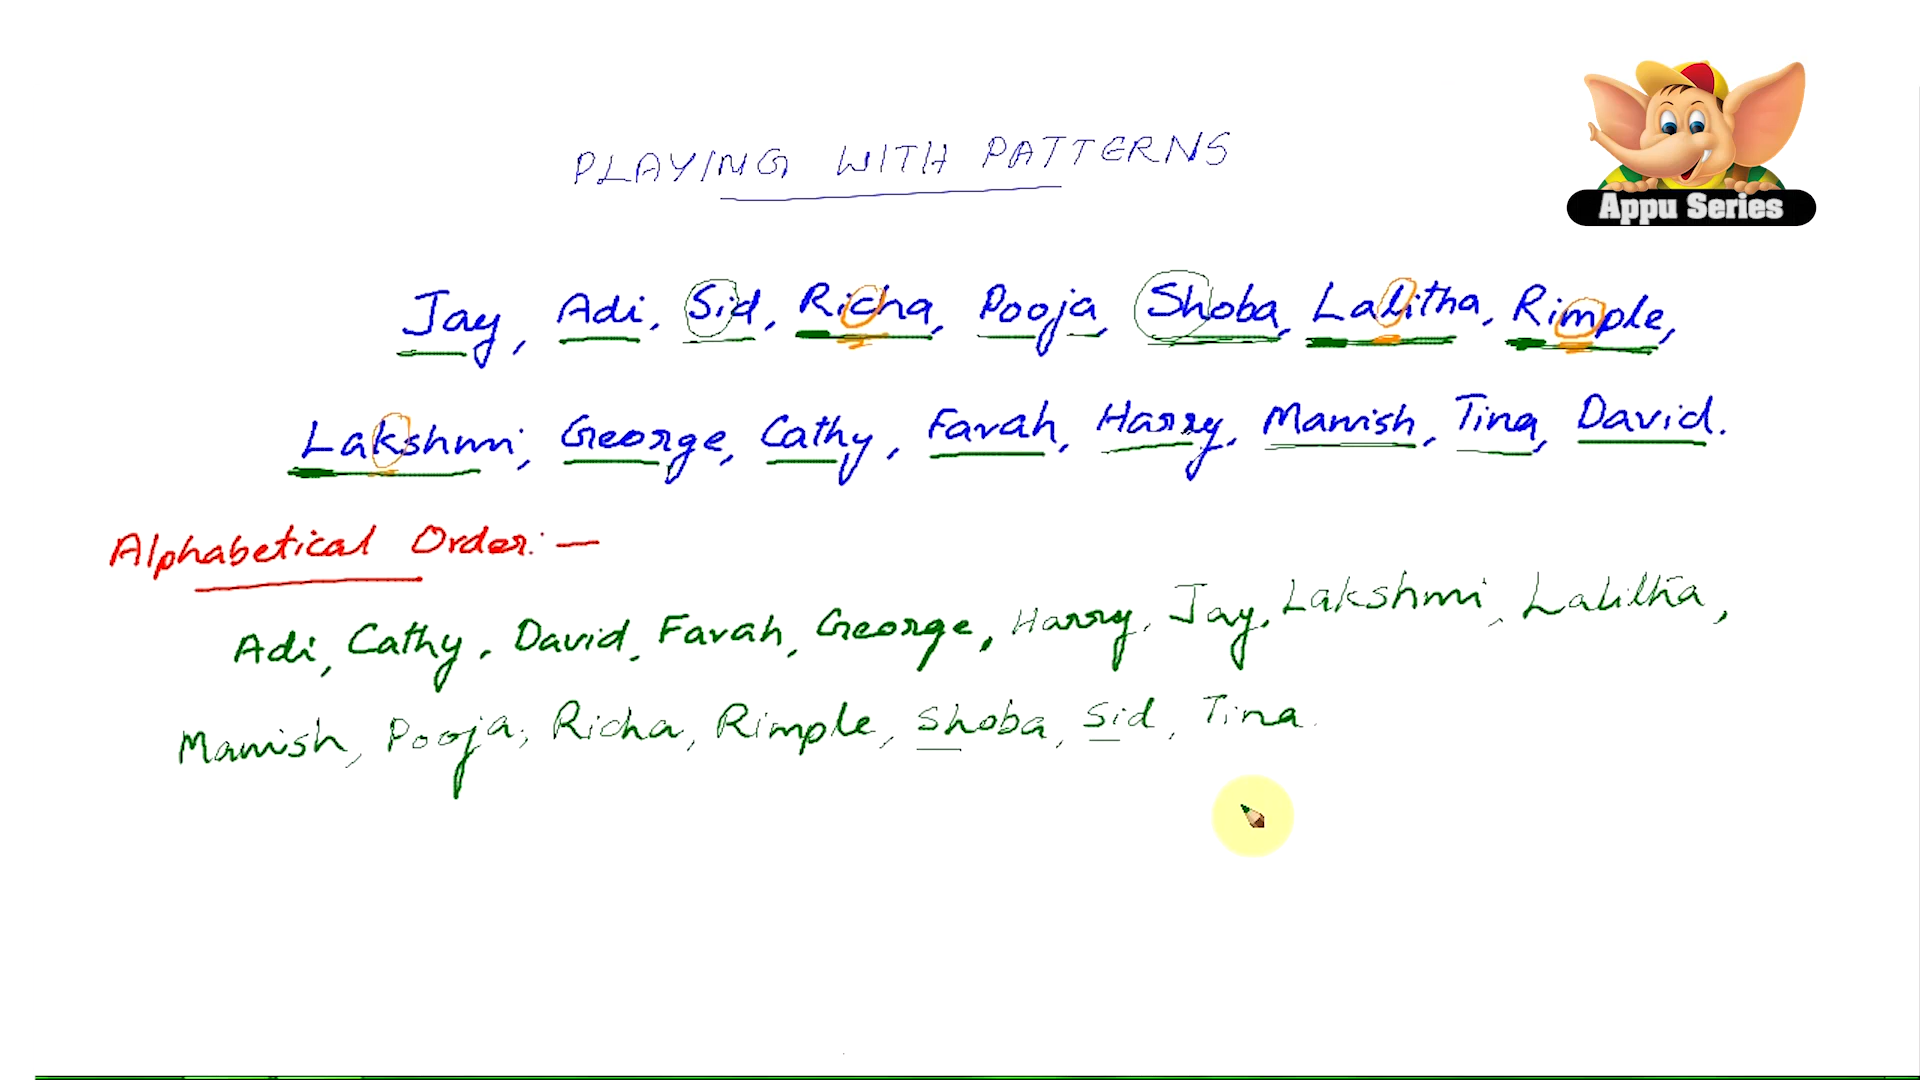 PLAYING WITH PATTERNS
Appu Series
Jay, Adi, Sid, Richa, Pooja, Shoba, Lalitha, Rimple,
Lakshmi, George, Cathy, Farah, Harry, Manish, Tina, David.
Alphabetical Order:-
Adi, Cathy, David, Farah, George, Harry, Jay, Lakshmi, Lalitha,
Manish, Pooja, Richa, Rimple, Shoba, Sid, Tina.